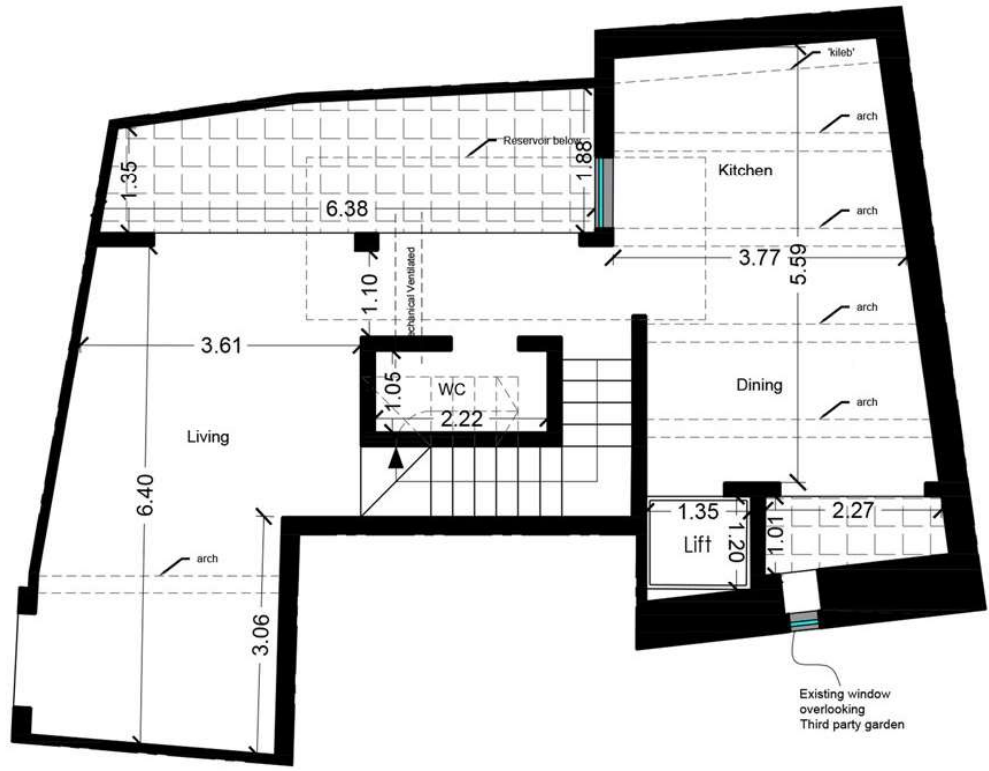 'kileb'
arch
Reservoir below
1.88
1.35
Kitchen
6.38
arch
3.77
5.59
Mechanical Ventilated
1.10
arch
3.61
1.05
WC
Dining
arch
2.22
Living
6.40
1.35
1.20
Lift
1.01
2.27
arch
3.06
Existing window
overlooking
Third party garden